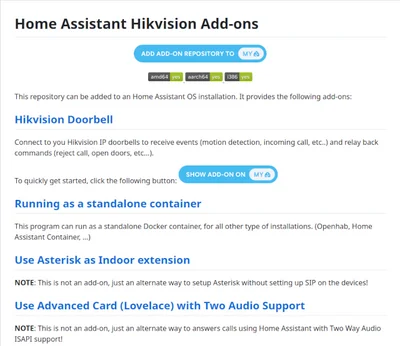 Home Assistant Hikvision Add-ons
ADD ADD-ON REPOSITORY TO MY
amd64 yes aarch64 yes i386 yes
This repository can be added to an Home Assistant OS installation. It provides the following add-ons:
Hikvision Doorbell
Connect to you Hikvision IP doorbells to receive events (motion detection, incoming call, etc..) and relay back
commands (reject call, open doors, etc...).
To quickly get started, click the following button: SHOW ADD-ON ON MY
Running as a standalone container
This program can run as a standalone Docker container, for all other type of installations. (Openhab, Home
Assistant Container, ...)
Use Asterisk as Indoor extension
NOTE: This is not an add-on, just an alternate way to setup Asterisk without setting up SIP on the devices!
Use Advanced Card (Lovelace) with Two Audio Support
NOTE: This is not an add-on, just an alternate way to answers calls using Home Assistant with Two Way Audio
ISAPI support!